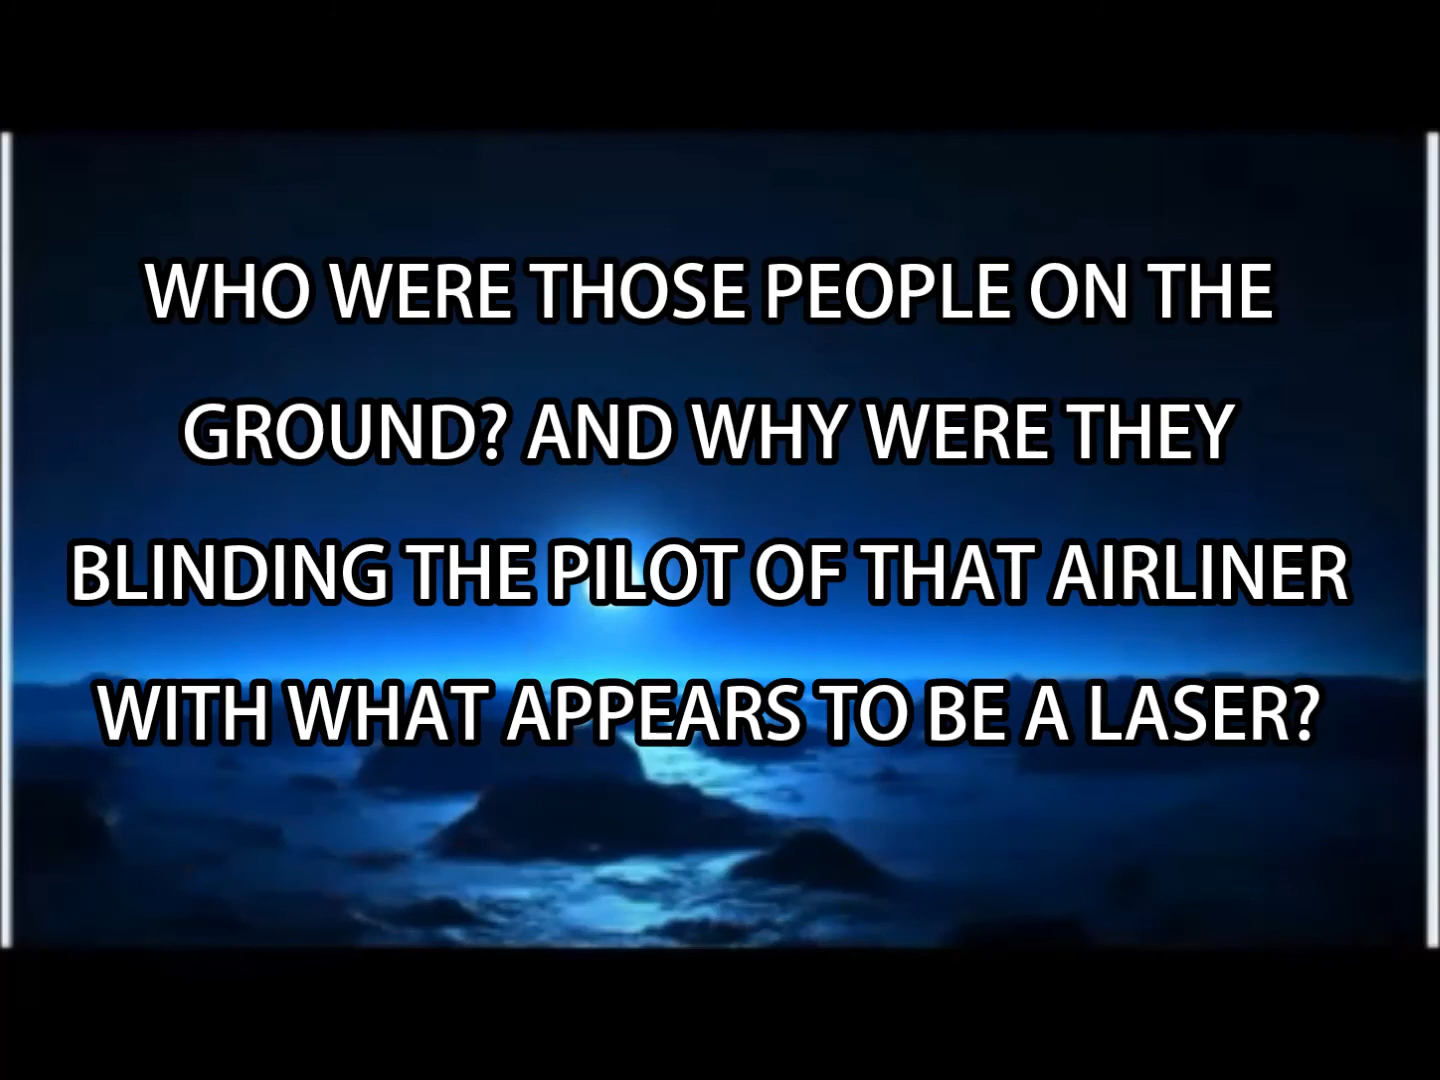 WHO WERE THOSE PEOPLE ON THE
GROUND? AND WHY WERE THEY
BLINDING THE PILOT OF THAT AIRLINER
WITH WHAT APPEARS TO BE A LASER?